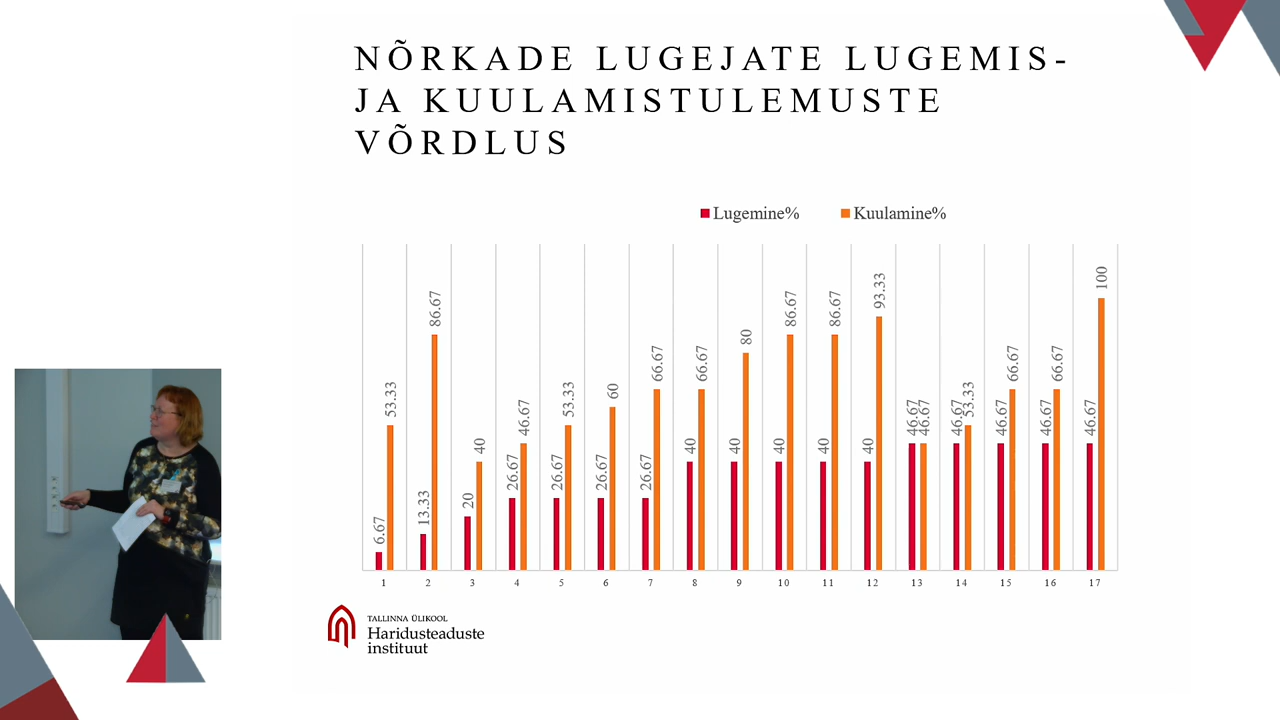 NÕRKADE LUGEJATE LUGEMIS-
JA KUULAMISTULEMUSTE
VÕRDLUS
Lugemine% Kuulamine%
6.67 53.33 13.33 86.67 20 40 26.67 46.67 26.67 53.33 26.67 60 26.67 66.67 40 66.67 40 80 40 86.67 40 86.67 40 93.33 46.67 46.67 46.67 53.33 46.67 66.67 46.67 66.67 46.67 100
1 2 3 4 5 6 7 8 9 10 11 12 13 14 15 16 17
TALLINNA ÜLIKOOL
Haridusteaduste
instituut